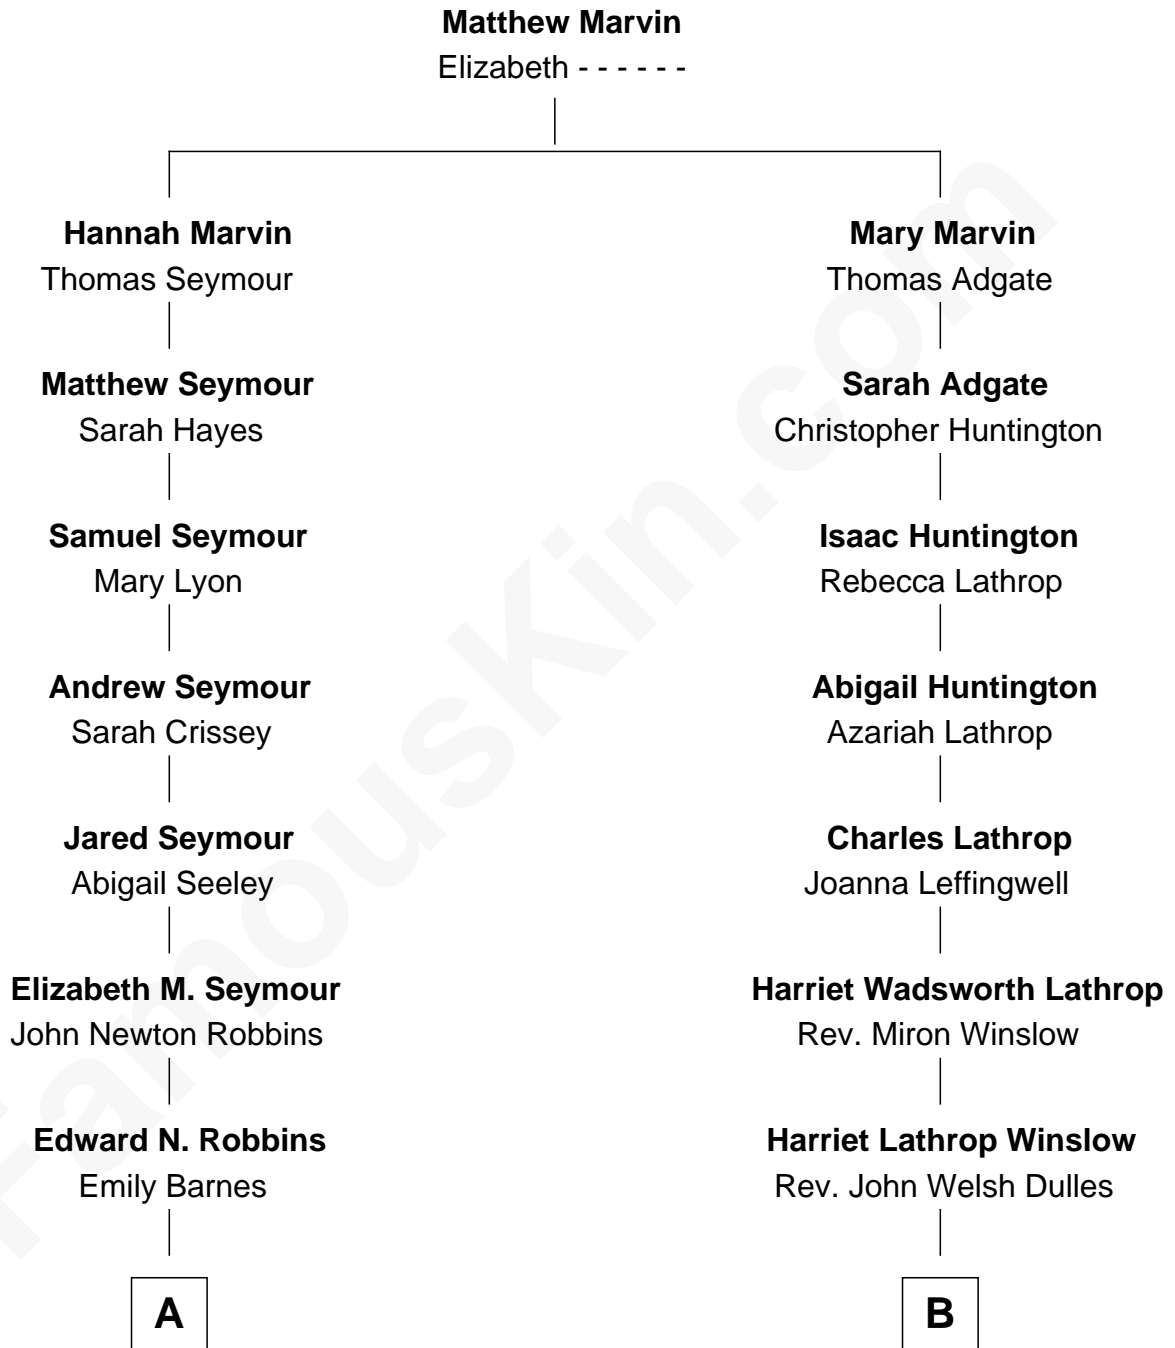 Matthew Marvin
Elizabeth - - - - - -
Hannah Marvin
Thomas Seymour
Matthew Seymour
Sarah Hayes
Samuel Seymour
Mary Lyon
Andrew Seymour
Sarah Crissey
Jared Seymour
Abigail Seeley
Elizabeth M. Seymour
John Newton Robbins
Edward N. Robbins
Emily Barnes
A
Mary Marvin
Thomas Adgate
Sarah Adgate
Christopher Huntington
Isaac Huntington
Rebecca Lathrop
Abigail Huntington
Azariah Lathrop
Charles Lathrop
Joanna Leffingwell
Harriet Wadsworth Lathrop
Rev. Miron Winslow
Harriet Lathrop Winslow
Rev. John Welsh Dulles
B
FamousKin.com